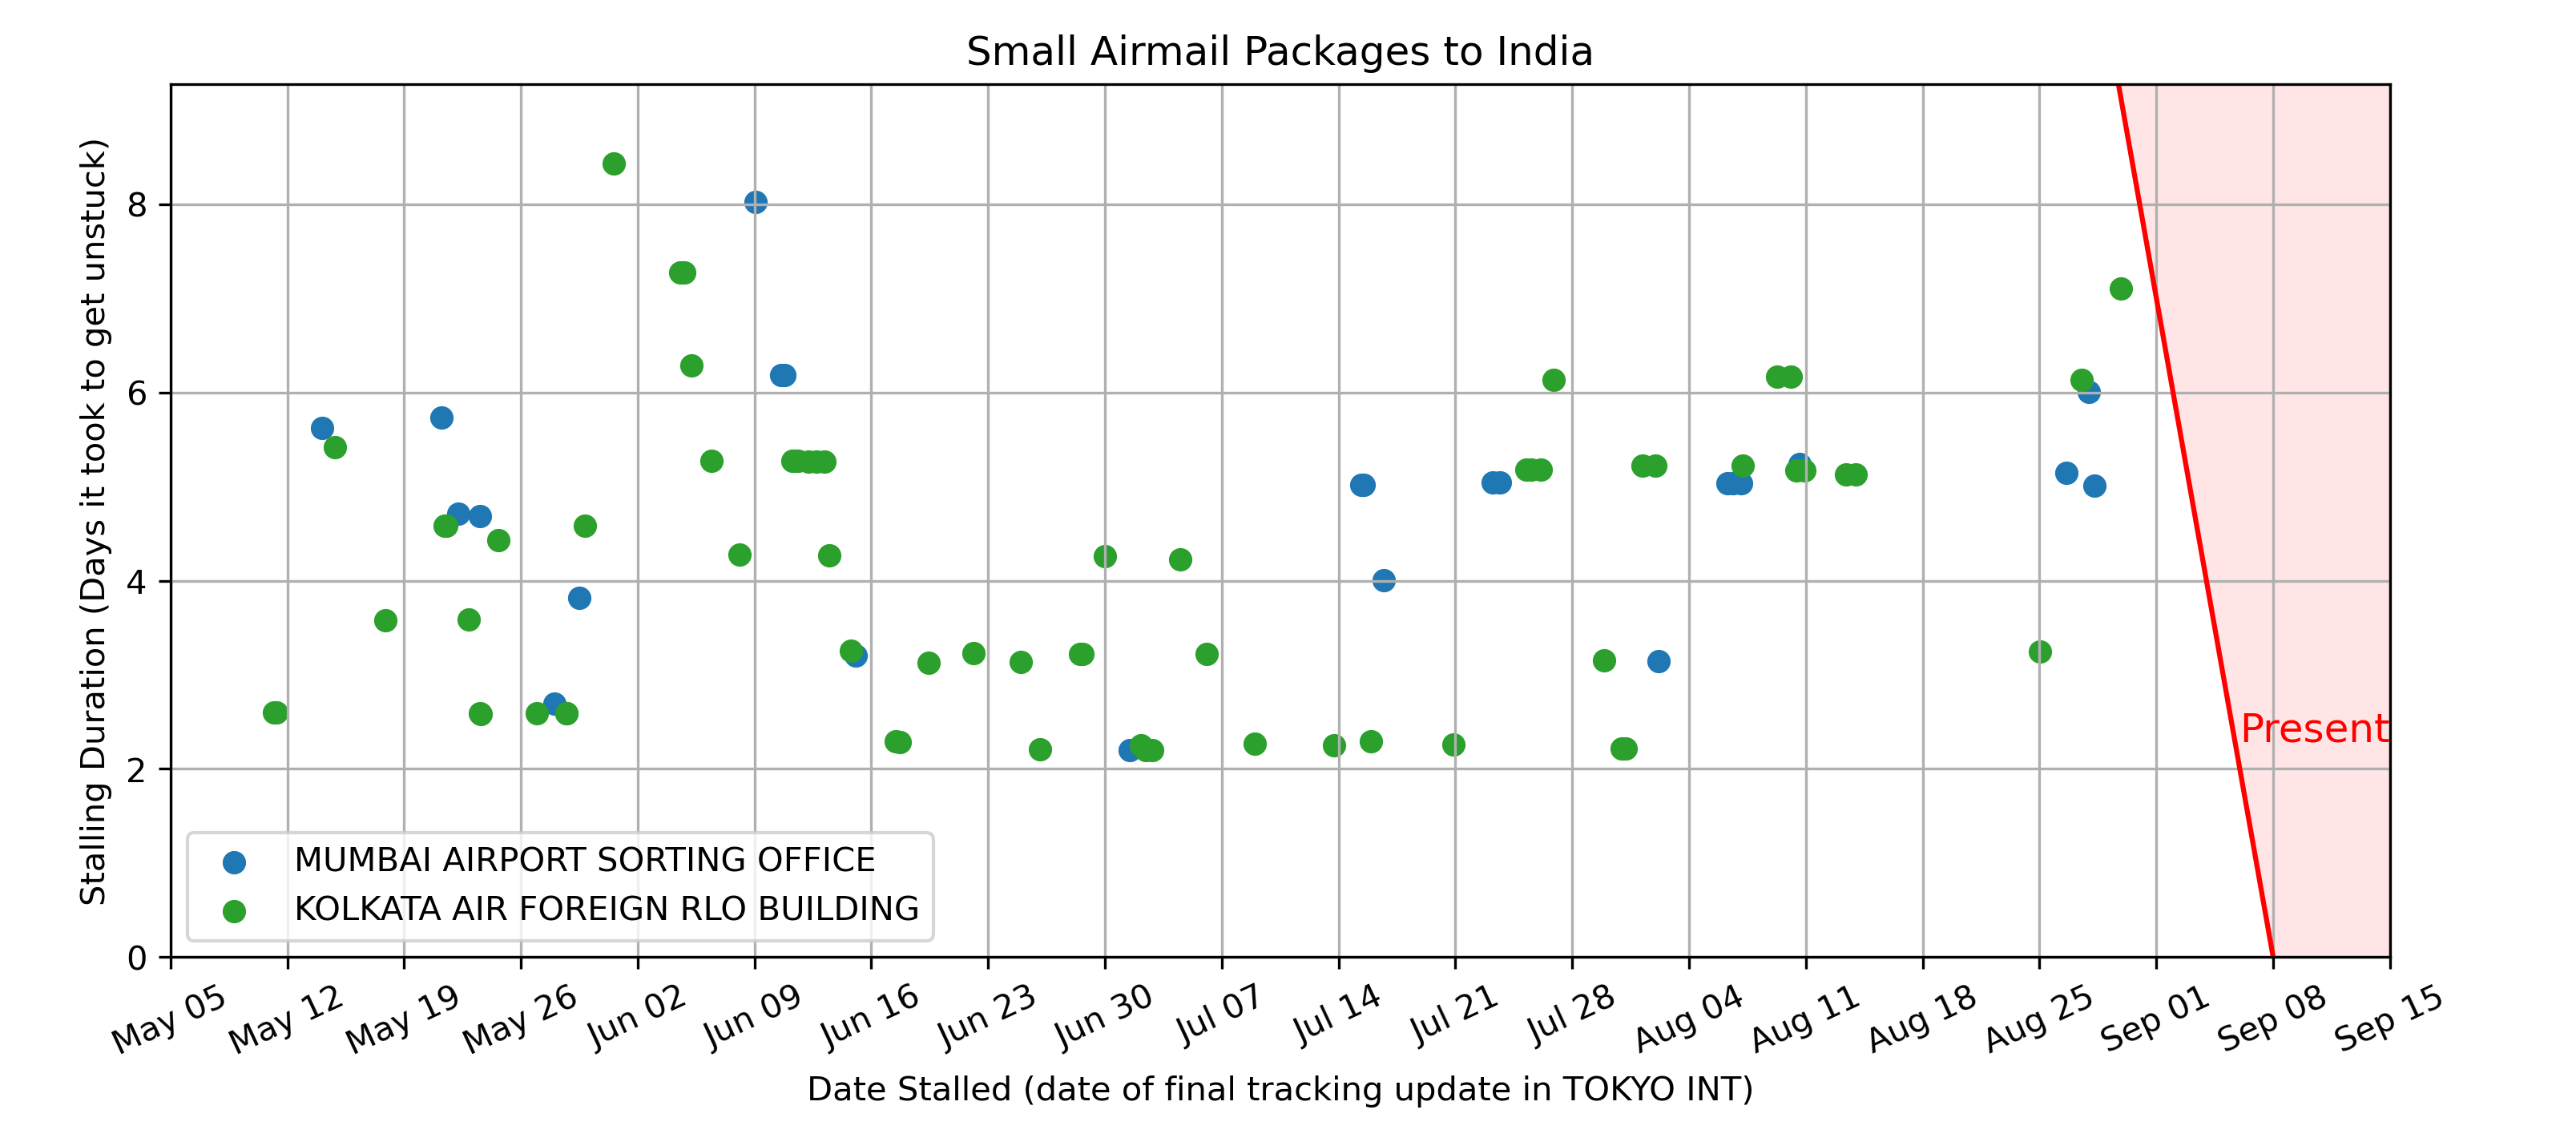 Small Airmail Packages to India
Stalling Duration (Days it took to get unstuck)
8
6
4
2
0
Present
MUMBAI AIRPORT SORTING OFFICE
KOLKATA AIR FOREIGN RLO BUILDING
May 05
May 12
May 19
May 26
Jun 02
Jun 09
Jun 16
Jun 23
Jun 30
Jul 07
Jul 14
Jul 21
Jul 28
Aug 04
Aug 11
Aug 18
Aug 25
Sep 01
Sep 08
Sep 15
Date Stalled (date of final tracking update in TOKYO INT)